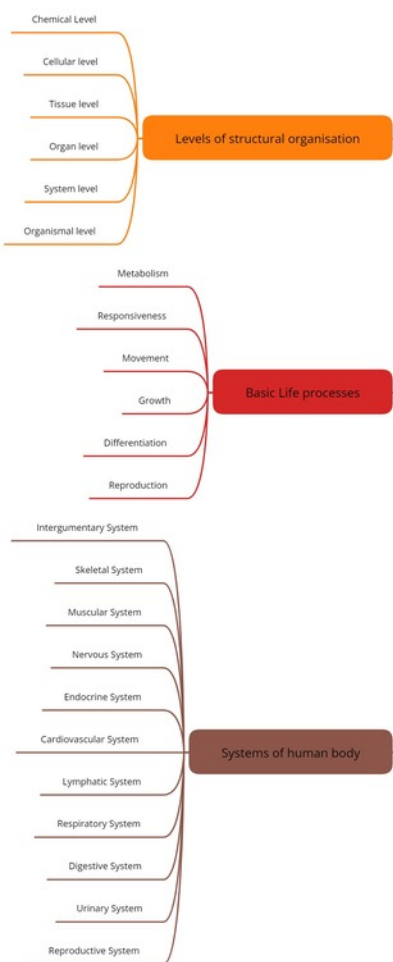 Chemical Level
Cellular level
Tissue level
Organ level
System level
Organismal level
Levels of structural organisation
Metabolism
Responsiveness
Movement
Growth
Differentiation
Reproduction
Basic Life processes
Intergumentary System
Skeletal System
Muscular System
Nervous System
Endocrine System
Cardiovascular System
Lymphatic System
Respiratory System
Digestive System
Urinary System
Reproductive System
Systems of human body